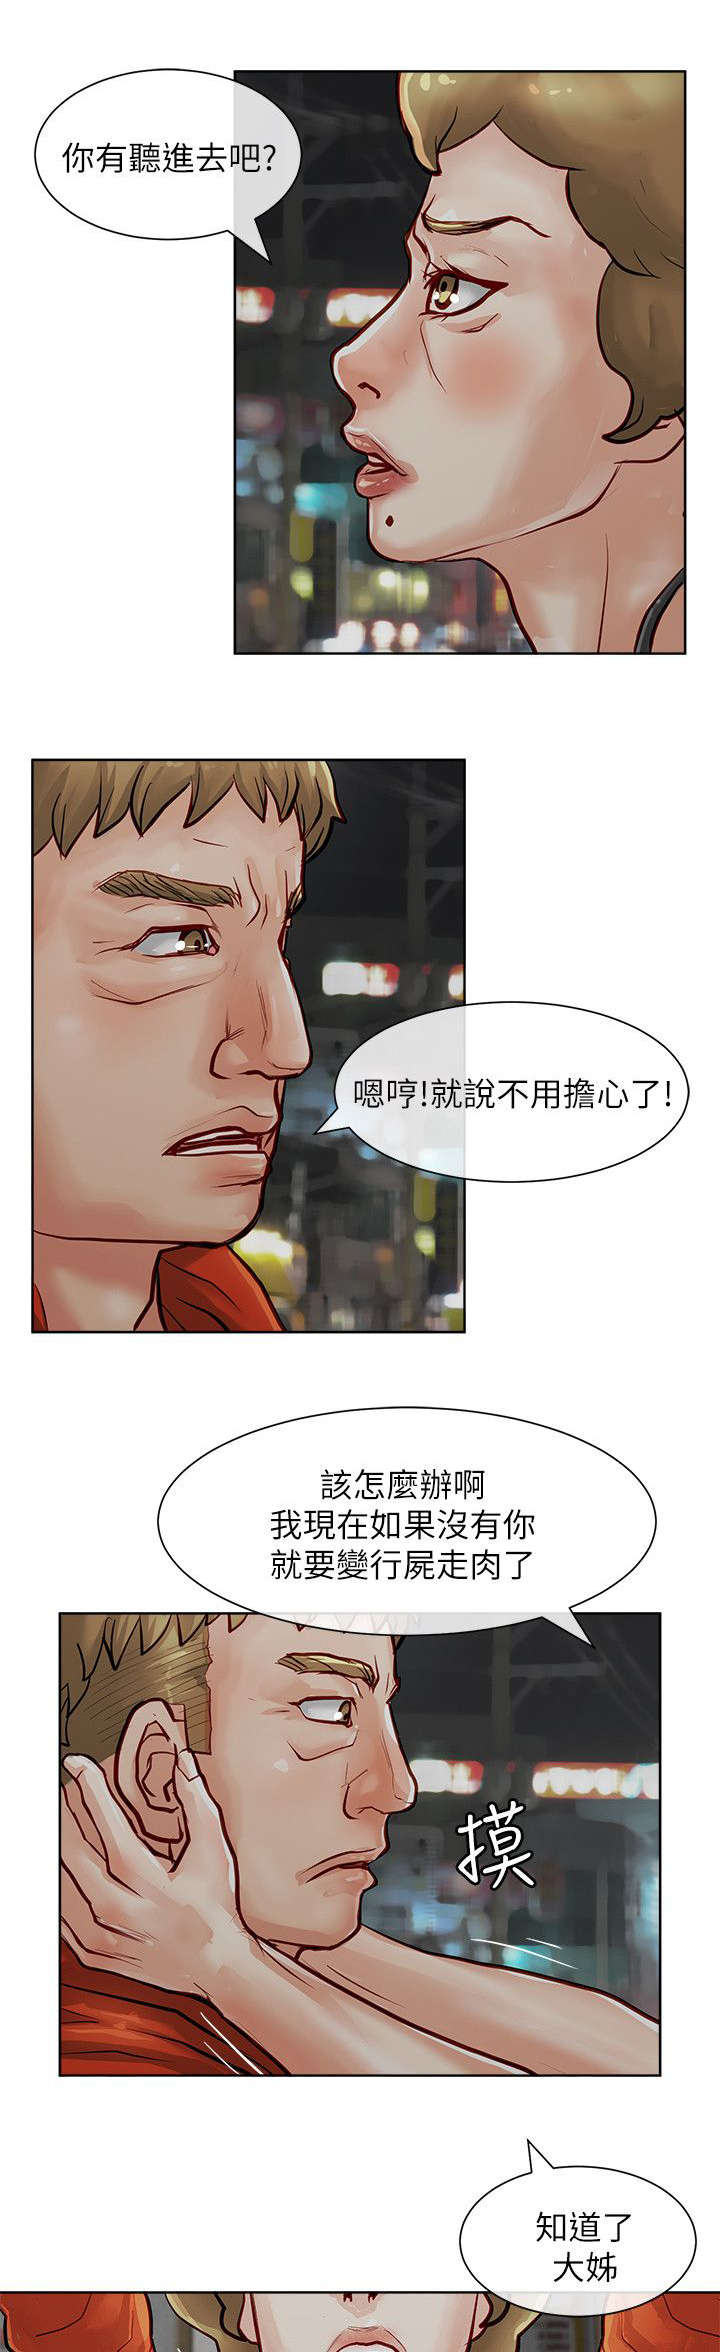 你有聽進去吧?
嗯哼!就說不用擔心了!
該怎麼辦啊
我現在如果沒有你
就要變行屍走肉了
摸
知道了
大姊